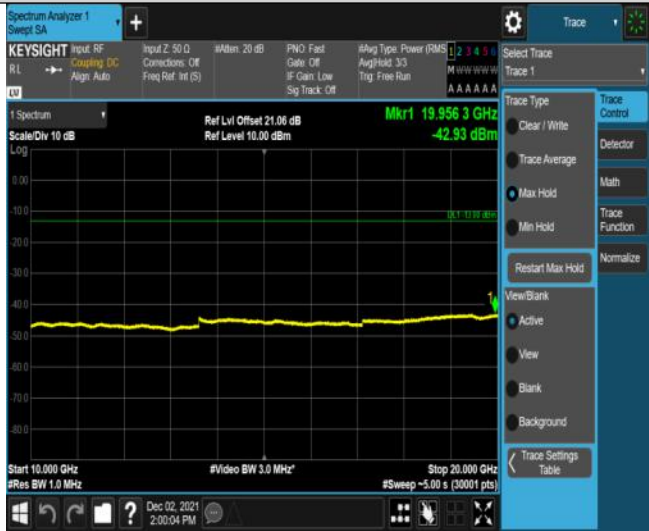 Spectrum Analyzer 1
Swept SA
Trace
KEYSIGHT
RL
LV
Input: RF
Coupling: DC
Align: Auto
Input Z: 50 Ω
Corrections: Off
Freq Ref: Int (S)
#Atten: 20 dB
PNO: Fast
Gate: Off
IF Gain: Low
Sig Track: Off
#Avg Type: Power (RMS
Avg|Hold: 3/3
Trig: Free Run
1 2 3 4 5 6
M W W W W W
A A A A A A
1 Spectrum
Scale/Div 10 dB
Log
Ref Lvl Offset 21.06 dB
Ref Level 10.00 dBm
Mkr1 19.956 3 GHz
-42.93 dBm
0.00
-10.0
DL1 -13.00 dBm
-20.0
-30.0
-40.0
1
-50.0
-60.0
-70.0
-80.0
Start 10.000 GHz
#Res BW 1.0 MHz
#Video BW 3.0 MHz*
Stop 20.000 GHz
#Sweep ~5.00 s (30001 pts)
Dec 02, 2021
2:00:04 PM
Select Trace
Trace 1
Trace Type
Clear / Write
Trace Average
Max Hold
Min Hold
Restart Max Hold
View/Blank
Active
View
Blank
Background
Trace Settings
Table
Trace
Control
Detector
Math
Trace
Function
Normalize